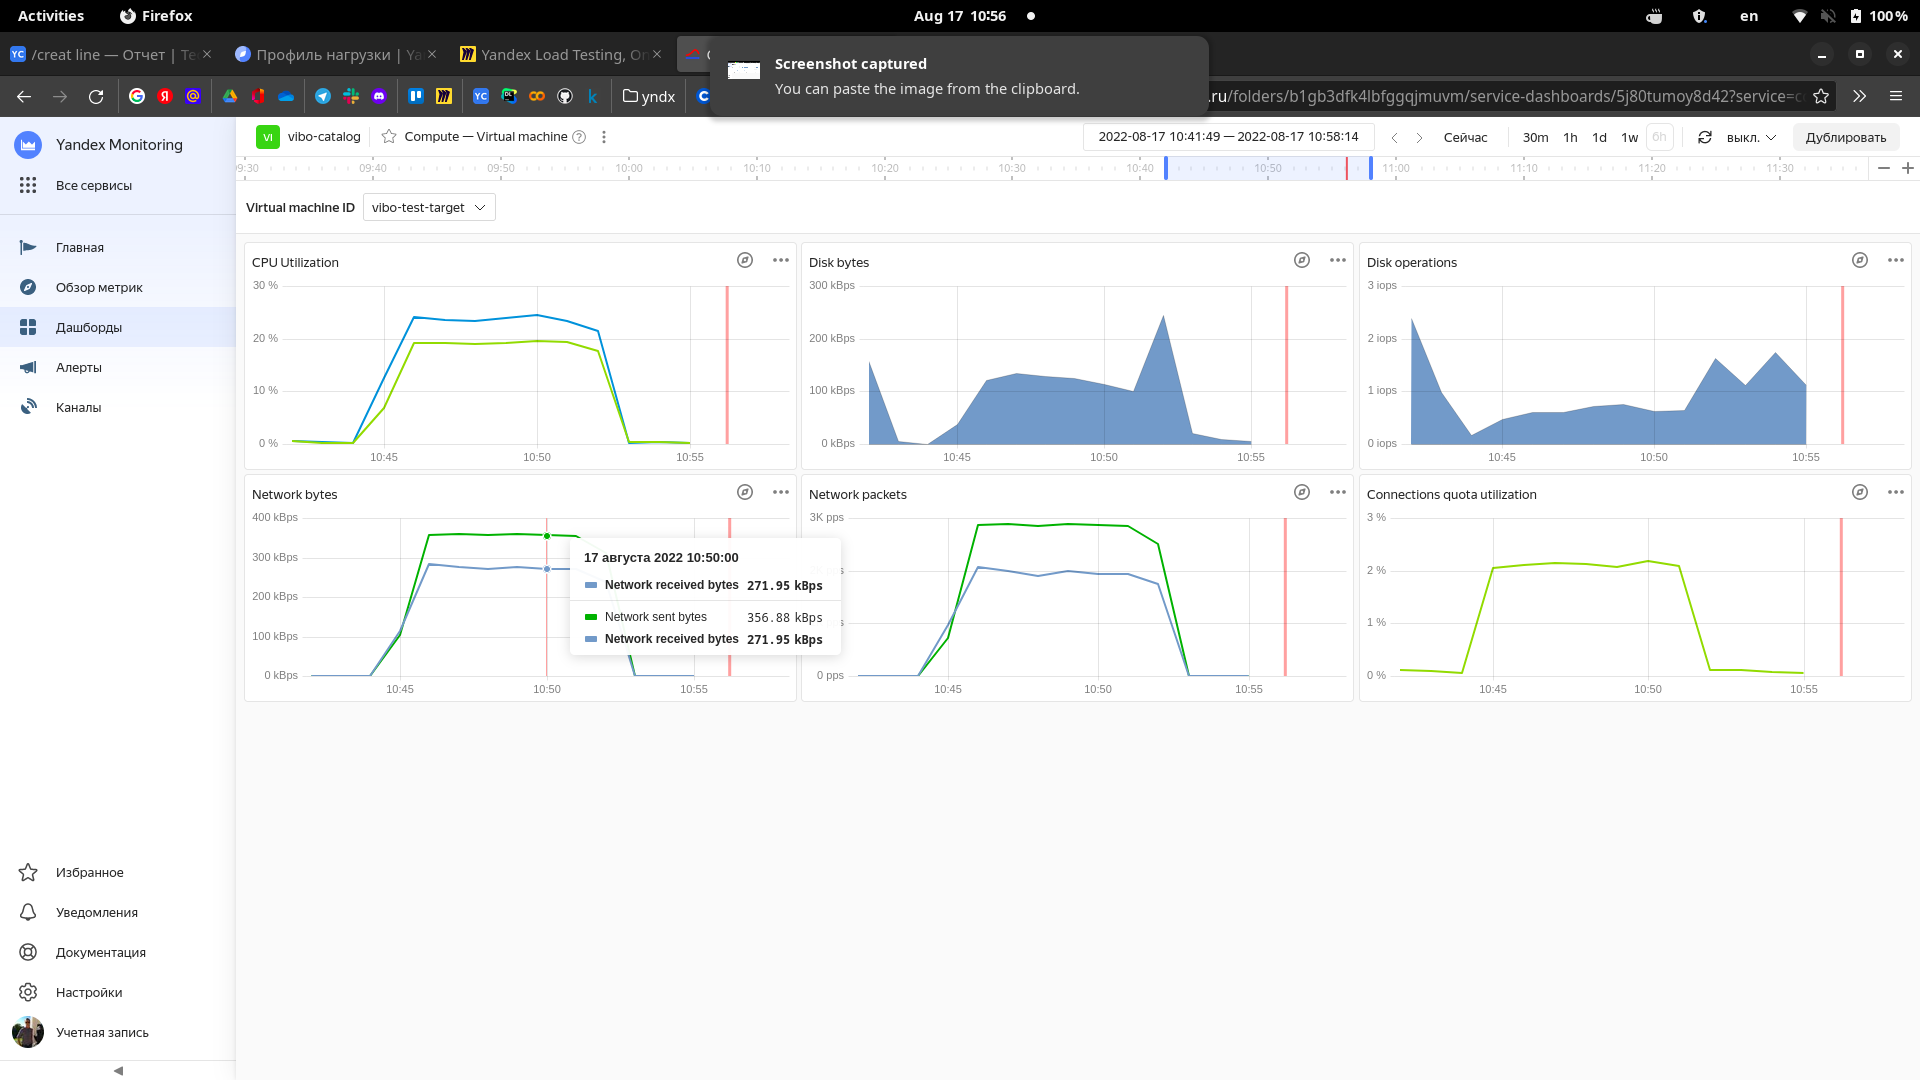 Activities
Firefox
Aug 17 10:56
en
100 %
/creat line — Отчет | Te
Профиль нагрузки | Ya
Yandex Load Testing, On
Screenshot captured
You can paste the image from the clipboard.
yndx
.ru/folders/b1gb3dfk4lbfggqjmuvm/service-dashboards/5j80tumoy8d42?service=c
Yandex Monitoring
Все сервисы
Главная
Обзор метрик
Дашборды
Алерты
Каналы
Избранное
Уведомления
Документация
Настройки
Учетная запись
VI
vibo-catalog
Compute — Virtual machine
2022-08-17 10:41:49 — 2022-08-17 10:58:14
Сейчас
30m 1h 1d 1w 6h
выкл.
Дублировать
09:30 09:40 09:50 10:00 10:10 10:20 10:30 10:40 10:50 11:00 11:10 11:20 11:30
Virtual machine ID
vibo-test-target
CPU Utilization
30 %
20 %
10 %
0 %
10:45 10:50 10:55
Disk bytes
300 kBps
200 kBps
100 kBps
0 kBps
10:45 10:50 10:55
Disk operations
3 iops
2 iops
1 iops
0 iops
10:45 10:50 10:55
Network bytes
400 kBps
300 kBps
200 kBps
100 kBps
0 kBps
10:45 10:50 10:55
17 августа 2022 10:50:00
Network received bytes 271.95 kBps
Network sent bytes 356.88 kBps
Network received bytes 271.95 kBps
Network packets
3K pps
0 pps
10:45 10:50 10:55
Connections quota utilization
3 %
2 %
1 %
0 %
10:45 10:50 10:55